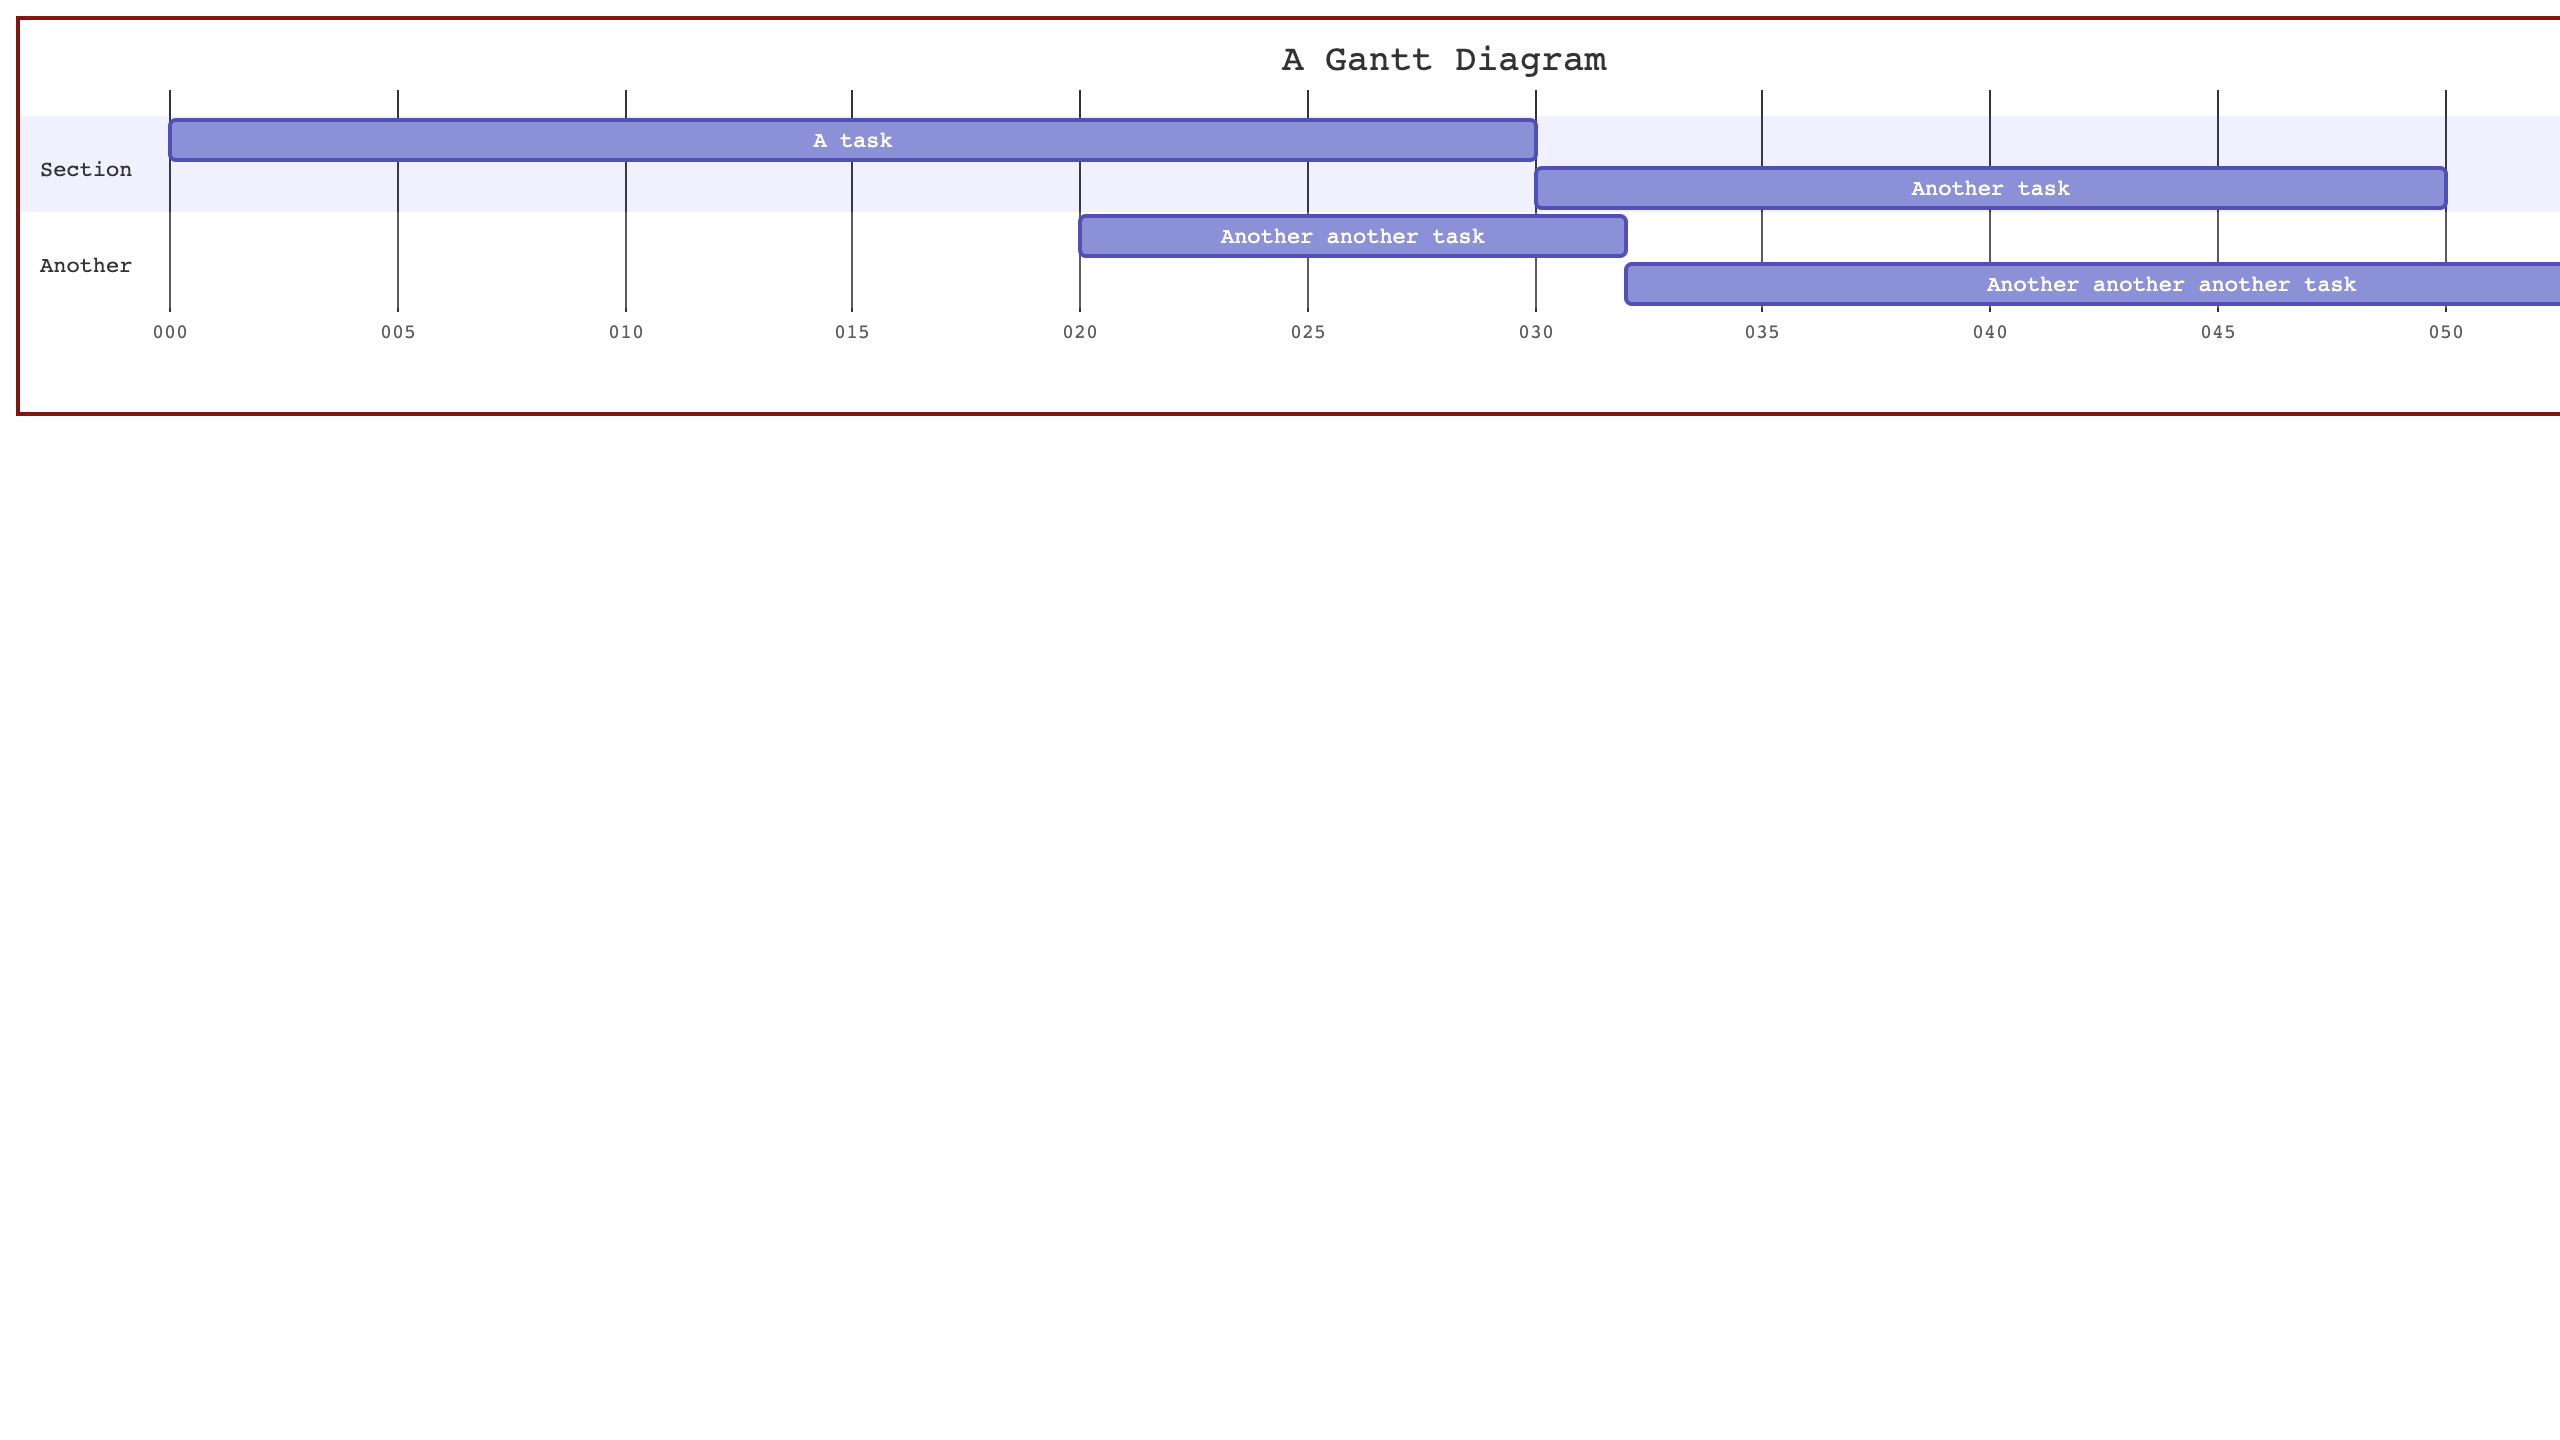 A Gantt Diagram
A task
Section
Another task
Another another task
Another
Another another another task
000 005 010 015 020 025 030 035 040 045 050